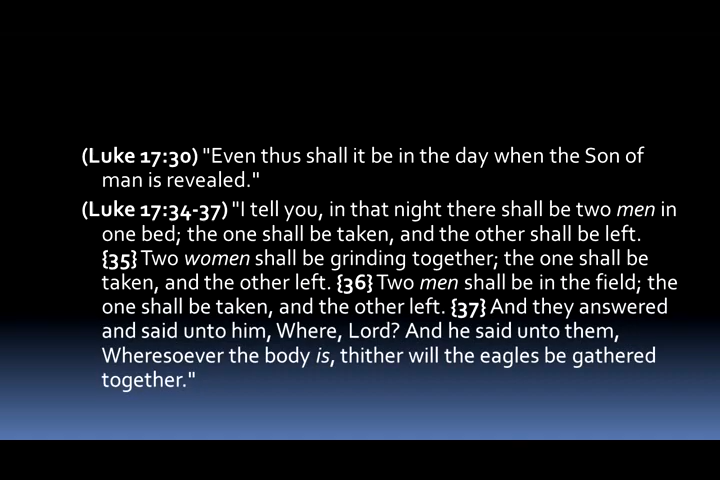 (Luke 17:30) "Even thus shall it be in the day when the Son of
man is revealed."
(Luke 17:34-37) "I tell you, in that night there shall be two men in
one bed; the one shall be taken, and the other shall be left.
{35} Two women shall be grinding together; the one shall be
taken, and the other left. {36} Two men shall be in the field; the
one shall be taken, and the other left. {37} And they answered
and said unto him, Where, Lord? And he said unto them,
Wheresoever the body is, thither will the eagles be gathered
together."